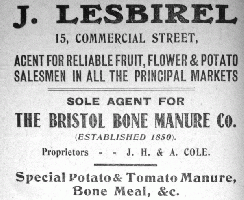 J. LESBIREL
15, COMMERCIAL STREET,
AGENT FOR RELIABLE FRUIT, FLOWER & POTATO
SALESMEN IN ALL THE PRINCIPAL MARKETS
SOLE AGENT FOR
THE BRISTOL BONE MANURE Co.
(ESTABLISHED 1850).
Proprietors - - J. H. & A. COLE.
Special Potato & Tomato Manure,
Bone Meal, &c.